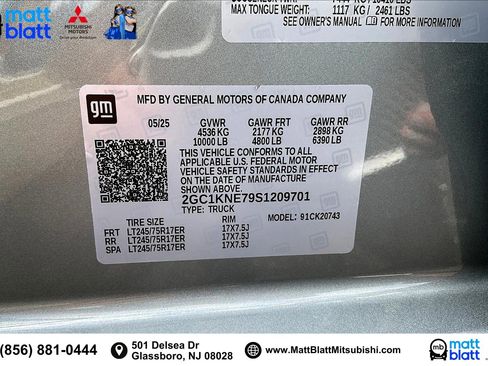 matt
blatt
MITSUBISHI
MOTORS
7444 KG / 16410 LBS
MAX TONGUE WEIGHT: 1117 KG / 2461 LBS
SEE OWNER'S MANUAL FOR MORE INFORMATION.
gm
MFD BY GENERAL MOTORS OF CANADA COMPANY
05/25 GVWR GAWR FRT GAWR RR
4536 KG 2177 KG 2898 KG
10000 LB 4800 LB 6390 LB
THIS VEHICLE CONFORMS TO ALL
APPLICABLE U.S. FEDERAL MOTOR
VEHICLE SAFETY STANDARDS IN EFFECT
ON THE DATE OF MANUFACTURE SHOWN ABOVE.
2GC1KNE79S1209701
TYPE: TRUCK MODEL: 91CK20743
TIRE SIZE RIM
FRT LT245/75R17ER 17X7.5J
RR LT245/75R17ER 17X7.5J
SPA LT245/75R17ER 17X7.5J
(856) 881-0444
501 Delsea Dr
Glassboro, NJ 08028
www.MattBlattMitsubishi.com
mb
matt
blatt